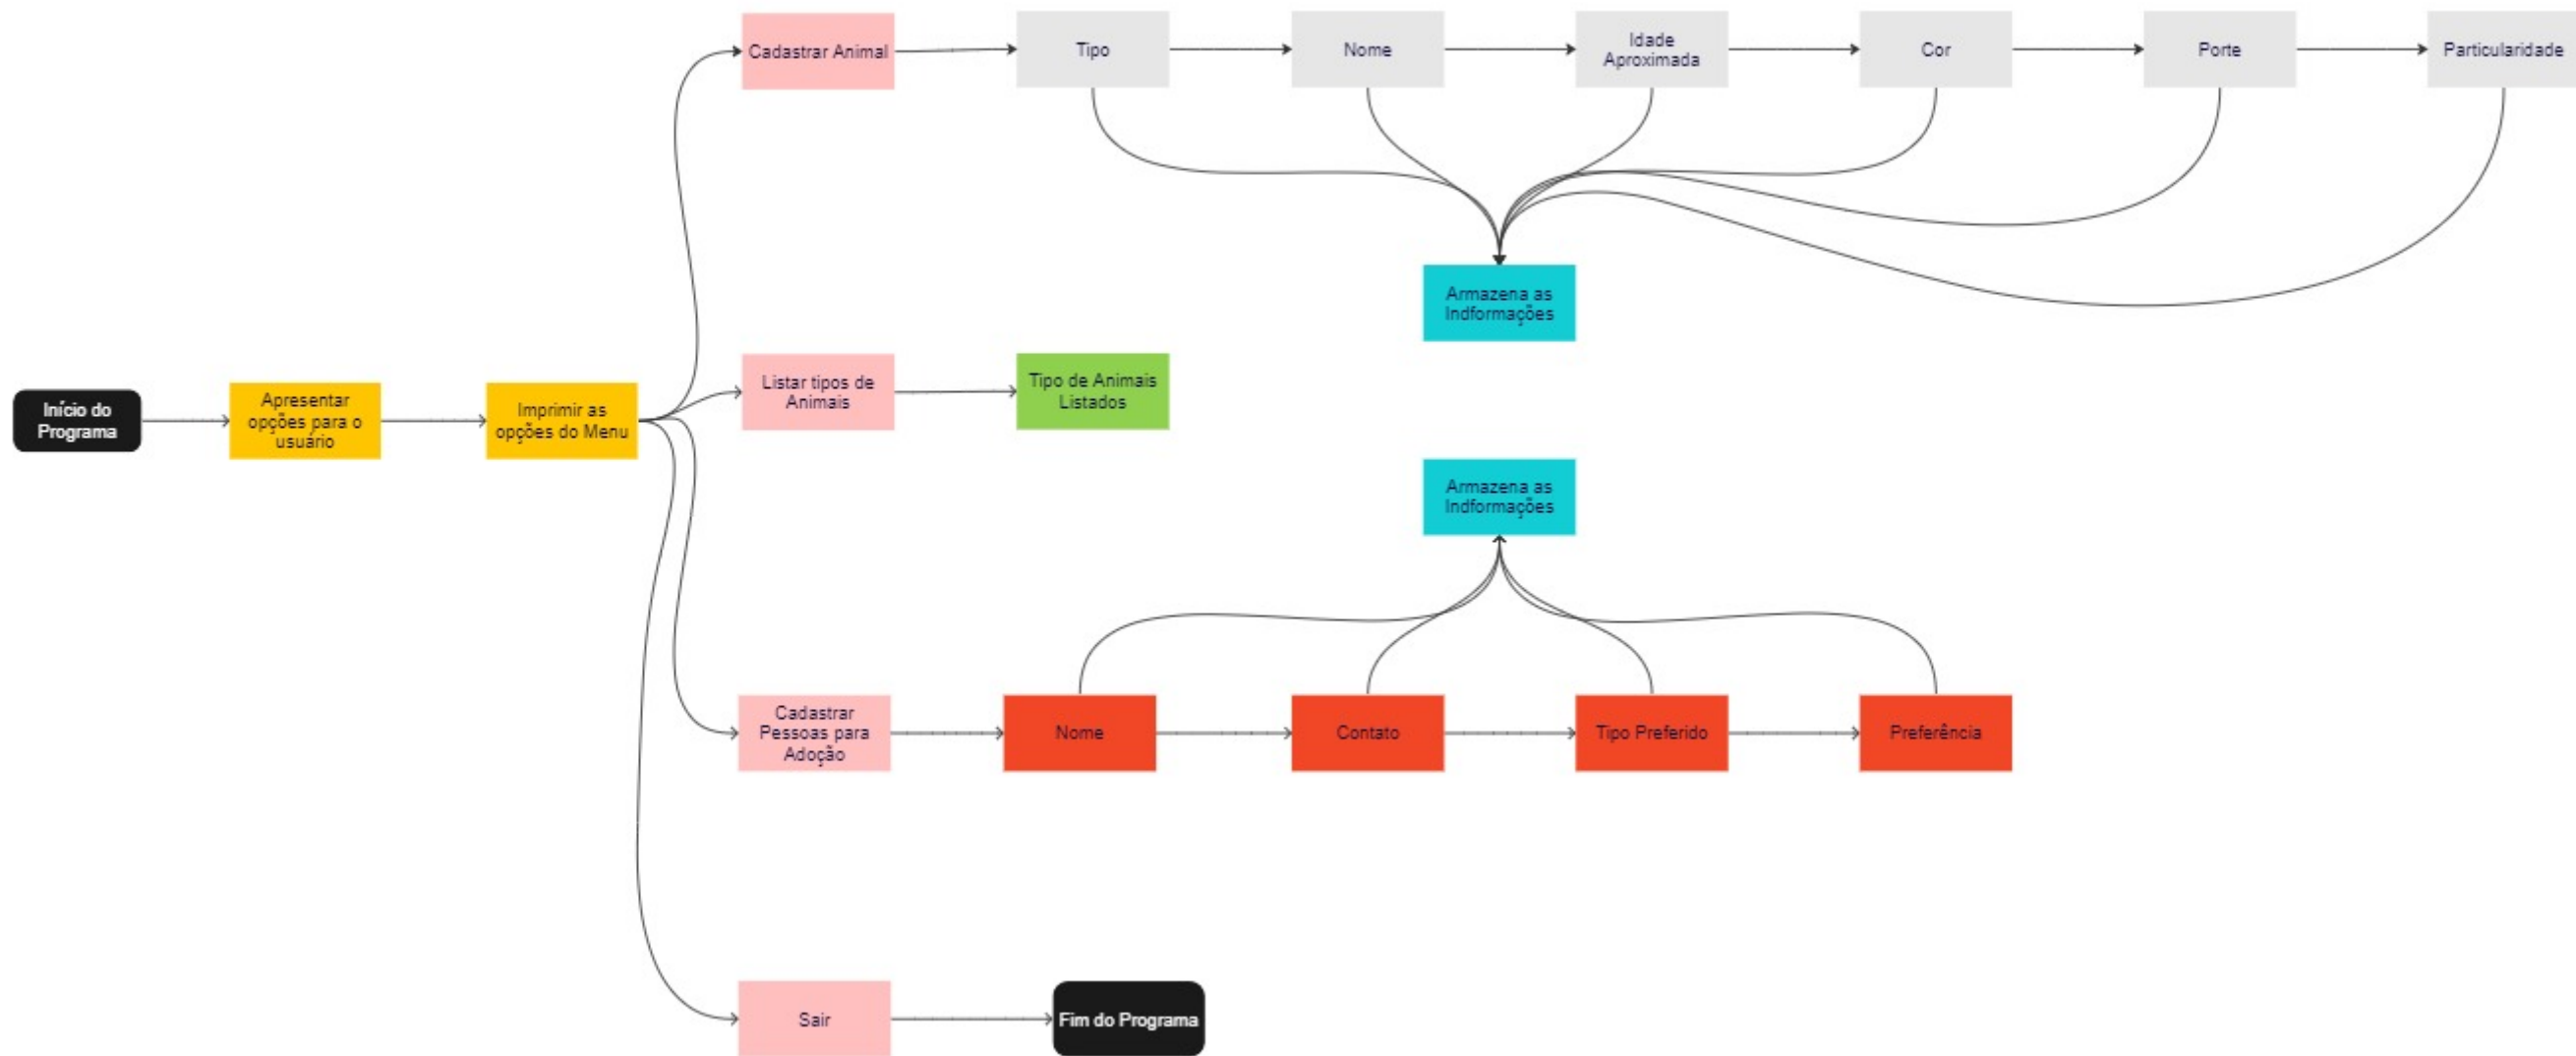 Cadastrar Animal
Tipo
Nome
Idade
Aproximada
Cor
Porte
Particularidade
Armazena as
Indformações
Início do
Programa
Apresentar
opções para o
usuário
Imprimir as
opções do Menu
Listar tipos de
Animais
Tipo de Animais
Listados
Armazena as
Indformações
Cadastrar
Pessoas para
Adoção
Nome
Contato
Tipo Preferido
Preferência
Sair
Fim do Programa